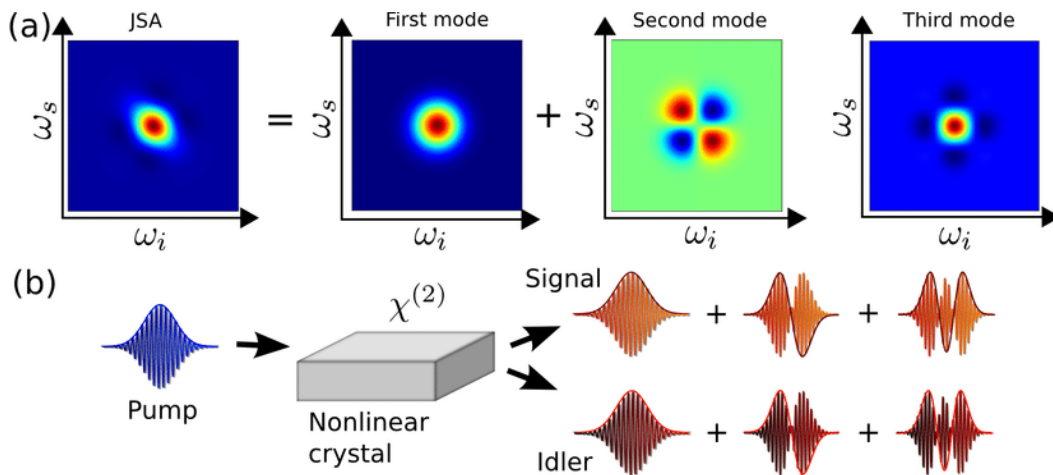 (a)
JSA
First mode
Second mode
Third mode
ω_s
=
ω_s
+
ω_s
ω_s
ω_i
ω_i
ω_i
ω_i
(b)
χ^(2)
Signal
+
+
Pump
Nonlinear
crystal
Idler
+
+